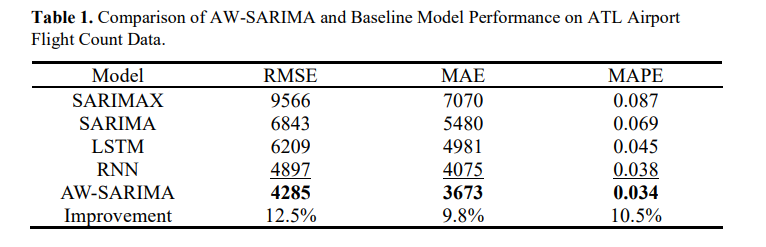 Table 1. Comparison of AW-SARIMA and Baseline Model Performance on ATL Airport
Flight Count Data.
Model RMSE MAE MAPE
SARIMAX 9566 7070 0.087
SARIMA 6843 5480 0.069
LSTM 6209 4981 0.045
RNN 4897 4075 0.038
AW-SARIMA 4285 3673 0.034
Improvement 12.5% 9.8% 10.5%